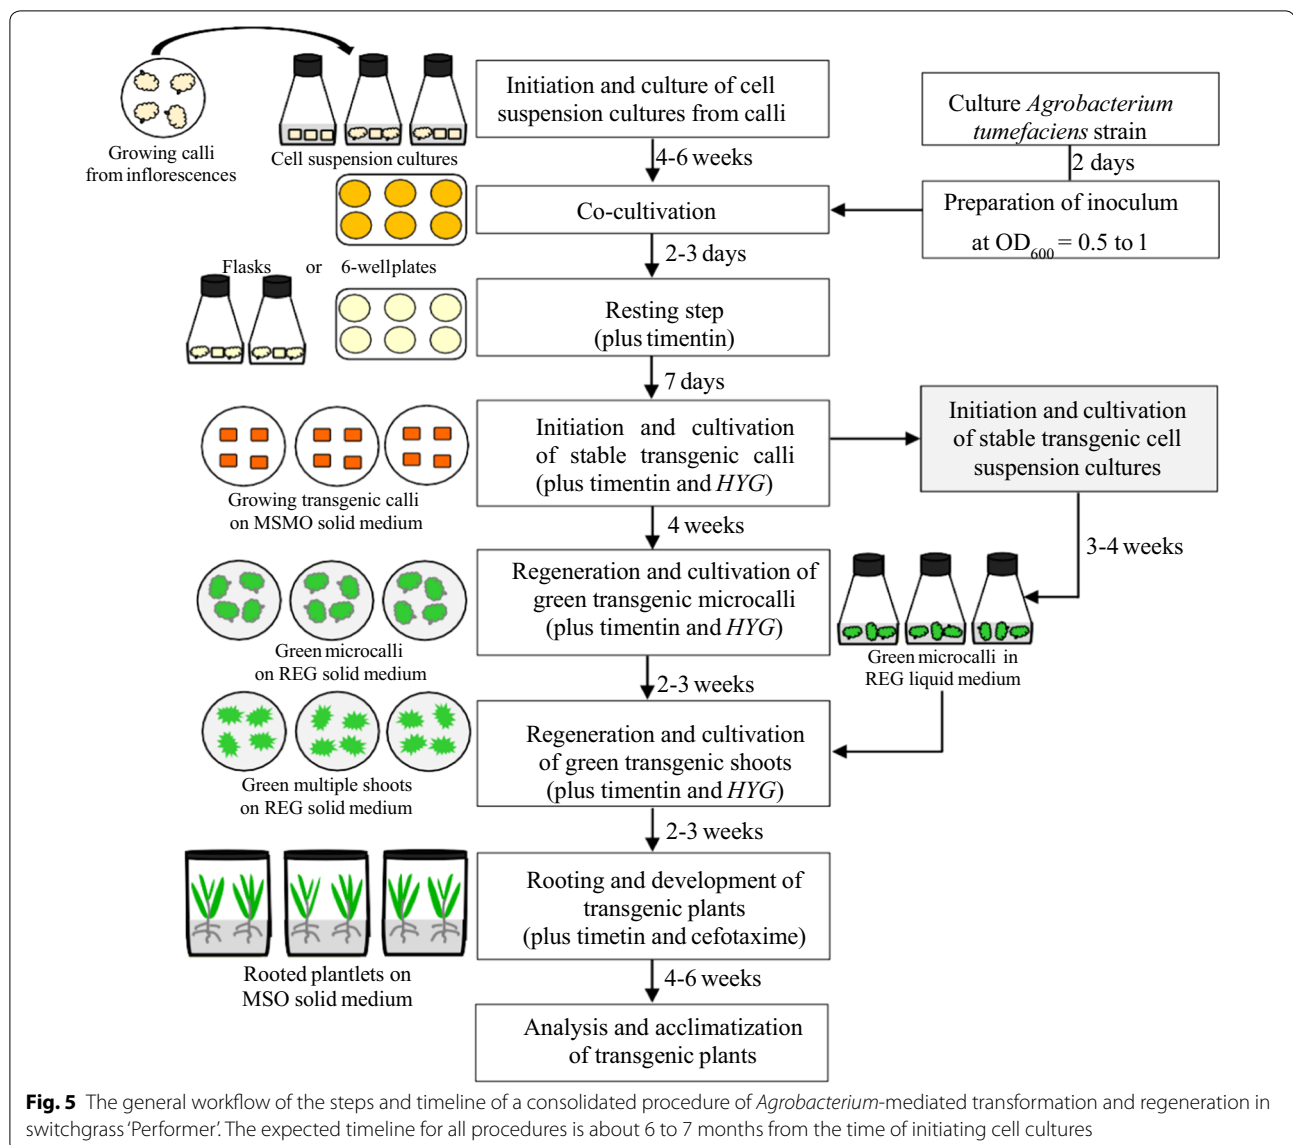 Growing calli
from inflorescences
Cell suspension cultures
Initiation and culture of cell
suspension cultures from calli
4-6 weeks
Culture Agrobacterium
tumefaciens strain
2 days
Co-cultivation
Preparation of inoculum
at OD600 = 0.5 to 1
2-3 days
Flasks or 6-wellplates
Resting step
(plus timentin)
7 days
Growing transgenic calli
on MSMO solid medium
Initiation and cultivation
of stable transgenic calli
(plus timentin and HYG)
Initiation and cultivation
of stable transgenic cell
suspension cultures
4 weeks
3-4 weeks
Green microcalli
on REG solid medium
Regeneration and cultivation of
green transgenic microcalli
(plus timentin and HYG)
Green microcalli in
REG liquid medium
2-3 weeks
Green multiple shoots
on REG solid medium
Regeneration and cultivation
of green transgenic shoots
(plus timentin and HYG)
2-3 weeks
Rooted plantlets on
MSO solid medium
Rooting and development of
transgenic plants
(plus timetin and cefotaxime)
4-6 weeks
Analysis and acclimatization
of transgenic plants
Fig. 5 The general workflow of the steps and timeline of a consolidated procedure of Agrobacterium-mediated transformation and regeneration in
switchgrass 'Performer'. The expected timeline for all procedures is about 6 to 7 months from the time of initiating cell cultures